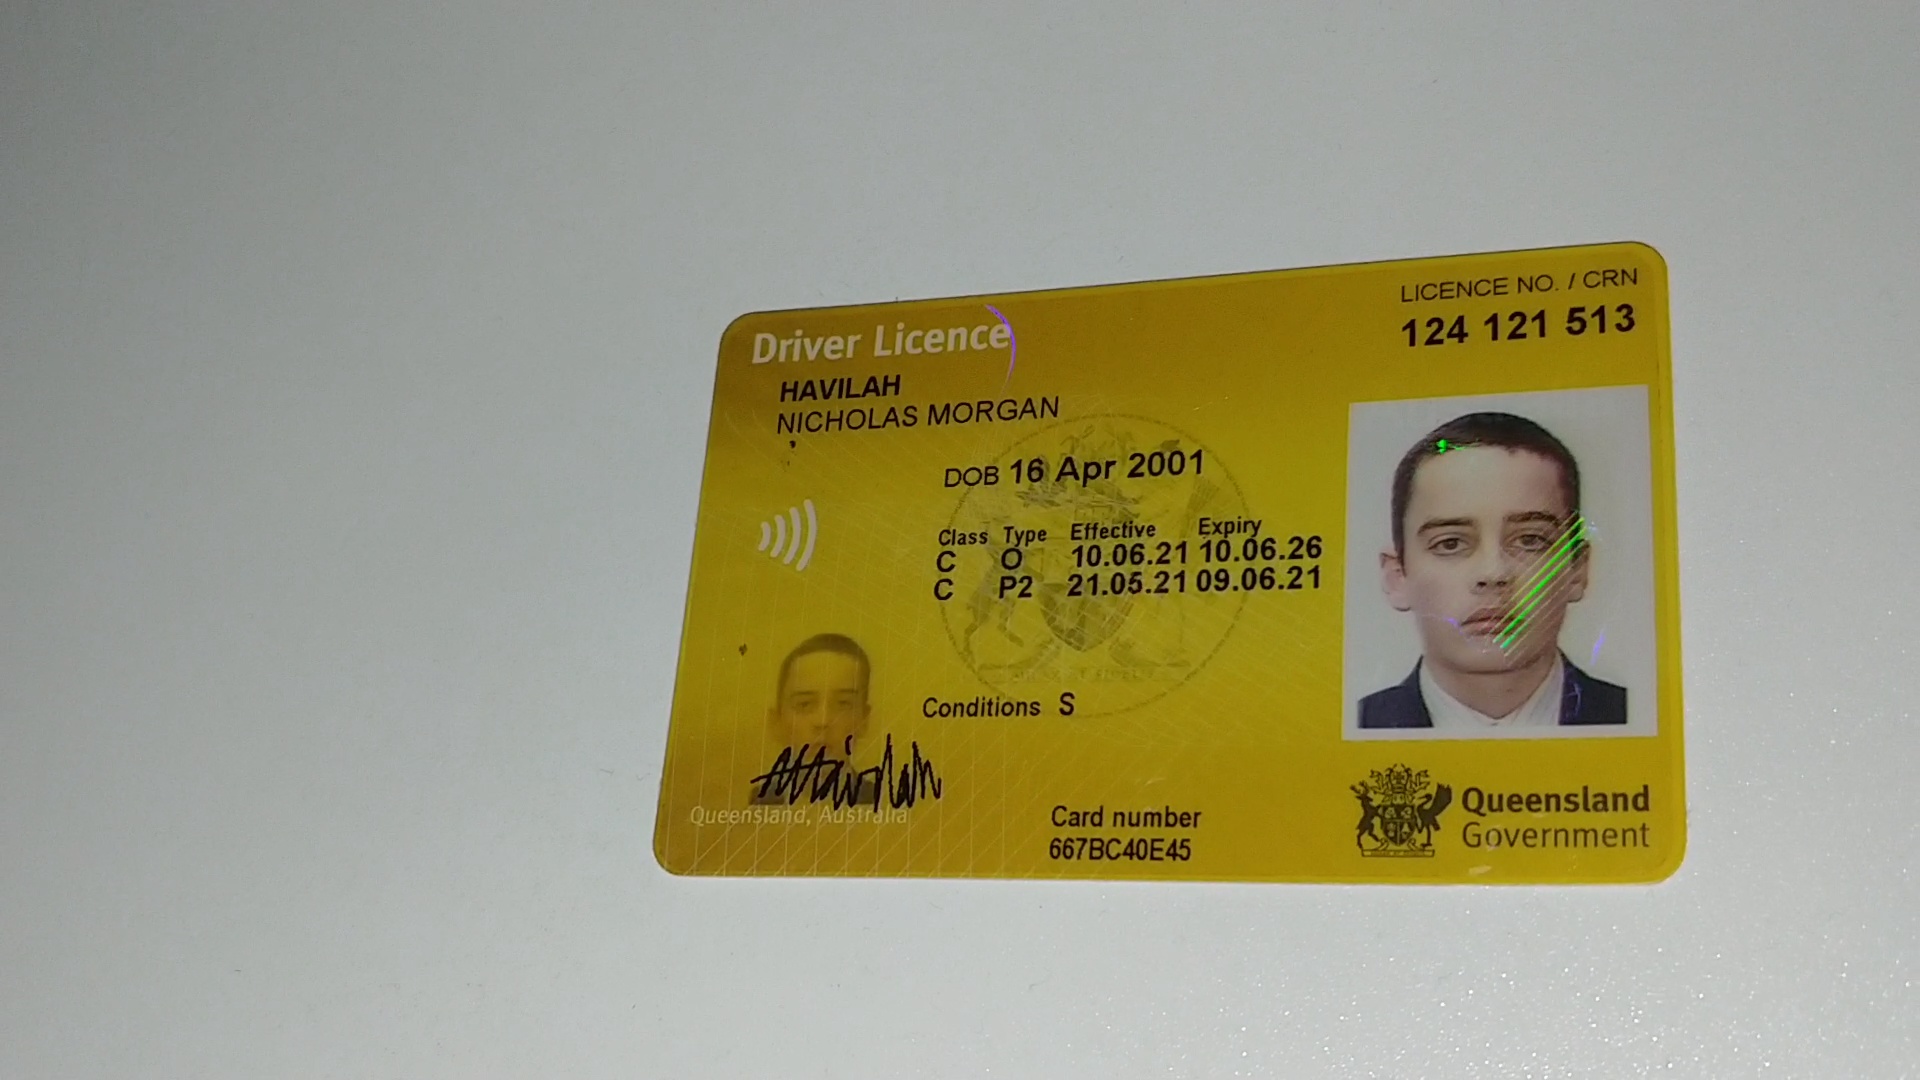 Driver Licence
LICENCE NO. / CRN
124 121 513
HAVILAH
NICHOLAS MORGAN
DOB 16 Apr 2001
Class Type Effective Expiry
C O 10.06.21 10.06.26
C P2 21.05.21 09.06.21
Conditions S
Queensland, Australia
Card number
667BC40E45
Queensland
Government